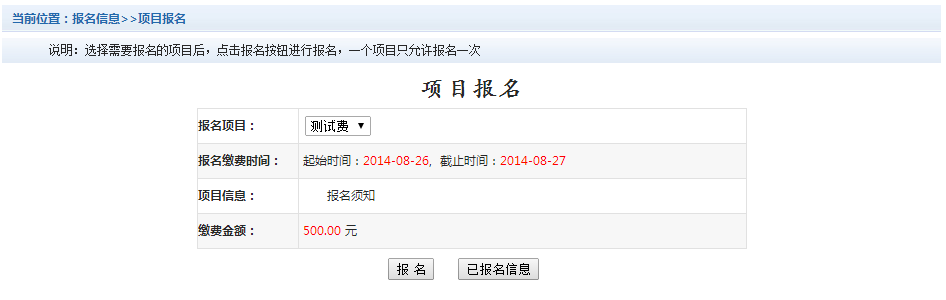 当前位置：报名信息>>项目报名
说明：选择需要报名的项目后，点击报名按钮进行报名，一个项目只允许报名一次
项目报名
报名项目： 测试费 ▼
报名缴费时间： 起始时间：2014-08-26, 截止时间：2014-08-27
项目信息： 报名须知
缴费金额： 500.00 元
报 名 已报名信息